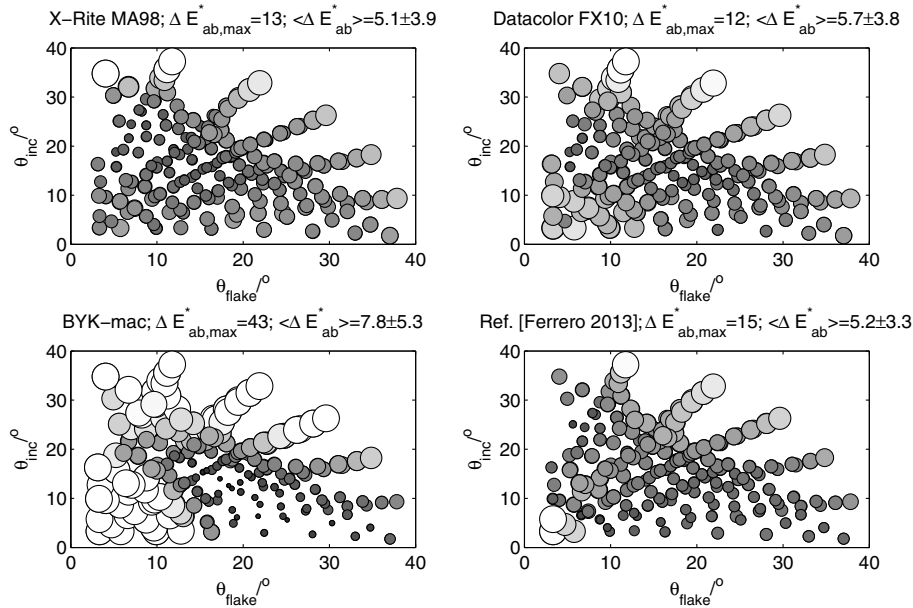 X−Rite MA98; Δ E*ab,max=13; <Δ E*ab>=5.1±3.9
40
30
20
10
0
θinc/o
0 10 20 30 40
θflake/o
Datacolor FX10; Δ E*ab,max=12; <Δ E*ab>=5.7±3.8
40
30
20
10
0
θinc/o
0 10 20 30 40
θflake/o
BYK−mac; Δ E*ab,max=43; <Δ E*ab>=7.8±5.3
40
30
20
10
0
θinc/o
0 10 20 30 40
θflake/o
Ref. [Ferrero 2013]; Δ E*ab,max=15; <Δ E*ab>=5.2±3.3
40
30
20
10
0
θinc/o
0 10 20 30 40
θflake/o